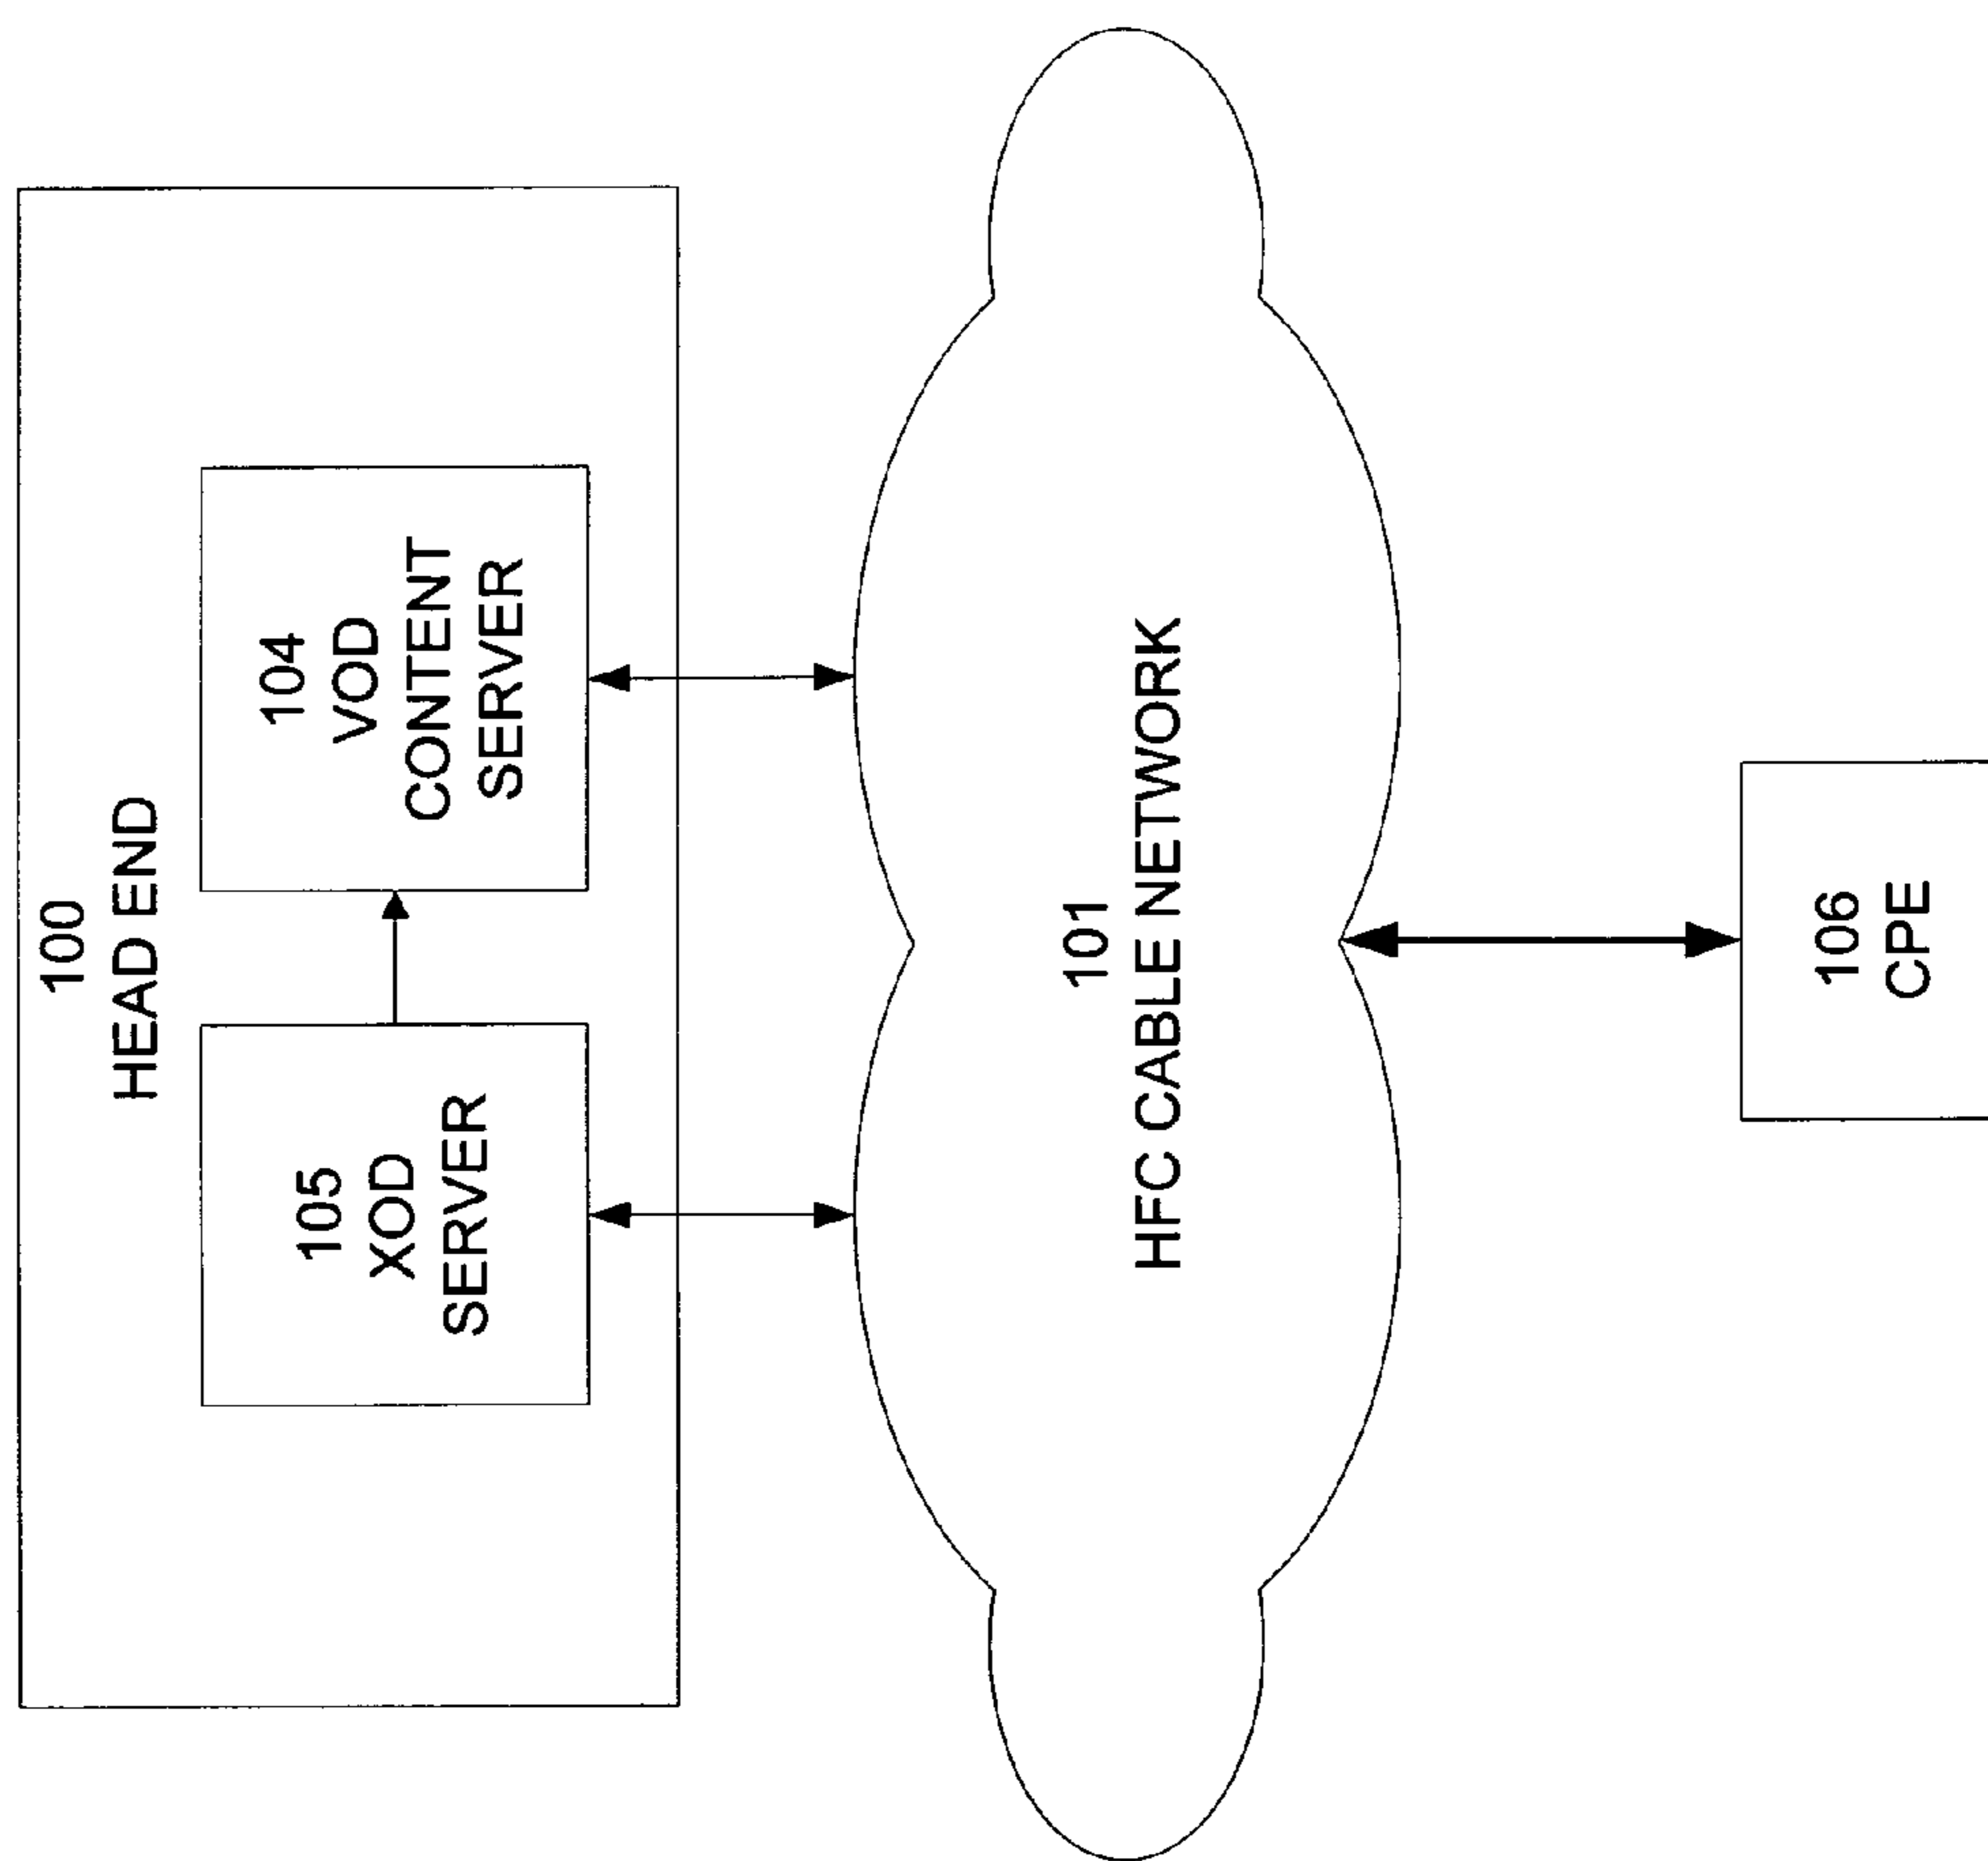 100
HEAD END
105
XOD
SERVER
104
VOD
CONTENT
SERVER
101
HFC CABLE NETWORK
106
CPE